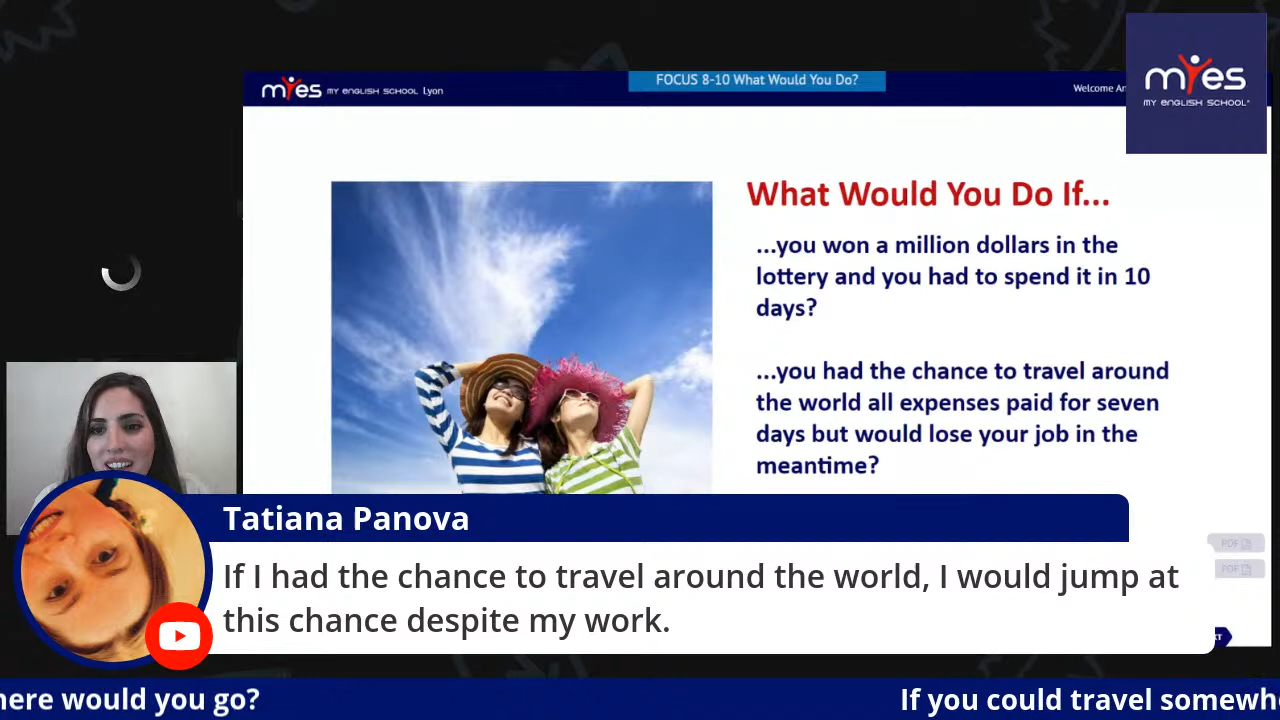 FOCUS 8-10 What Would You Do?
myes MY ENGLISH SCHOOL Lyon
Welcome
myes
MY ENGLISH SCHOOL
What Would You Do If...
...you won a million dollars in the
lottery and you had to spend it in 10
days?
...you had the chance to travel around
the world all expenses paid for seven
days but would lose your job in the
meantime?
PDF
PDF
Tatiana Panova
If I had the chance to travel around the world, I would jump at
this chance despite my work.
would you go?
If you could travel